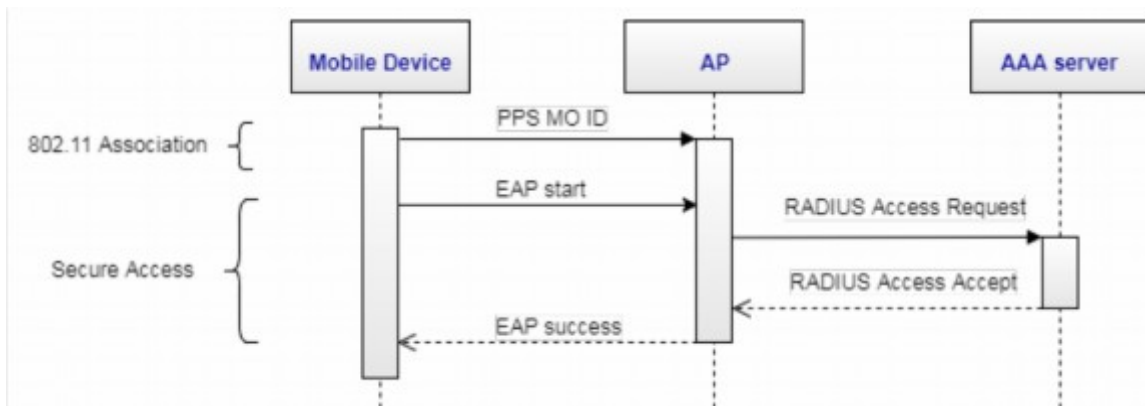 Mobile Device
AP
AAA server
PPS MO ID
802.11 Association
EAP start
RADIUS Access Request
Secure Access
RADIUS Access Accept
EAP success